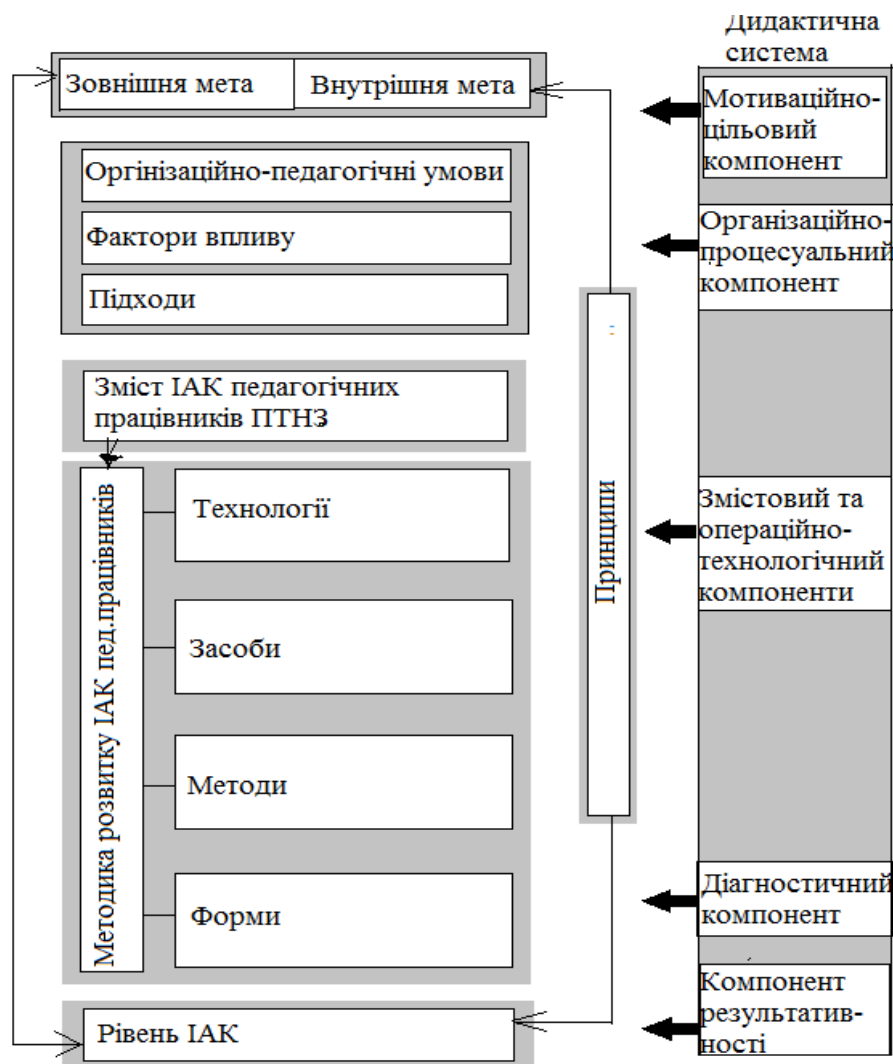 Дидактична
система
Зовнішня мета
Внутрішня мета
Мотиваційно-
цільовий
компонент
Оргінізаційно-педагогічні умови
Фактори впливу
Підходи
Організаційно-
процесуальний
компонент
Зміст ІАК педагогічних
працівників ПТНЗ
Методика розвитку ІАК пед.працівників
Технології
Засоби
Методи
Форми
Принципи
Змістовий та
операційно-
технологічний
компоненти
Діагностичний
компонент
Рівень ІАК
Компонент
результатив-
ності